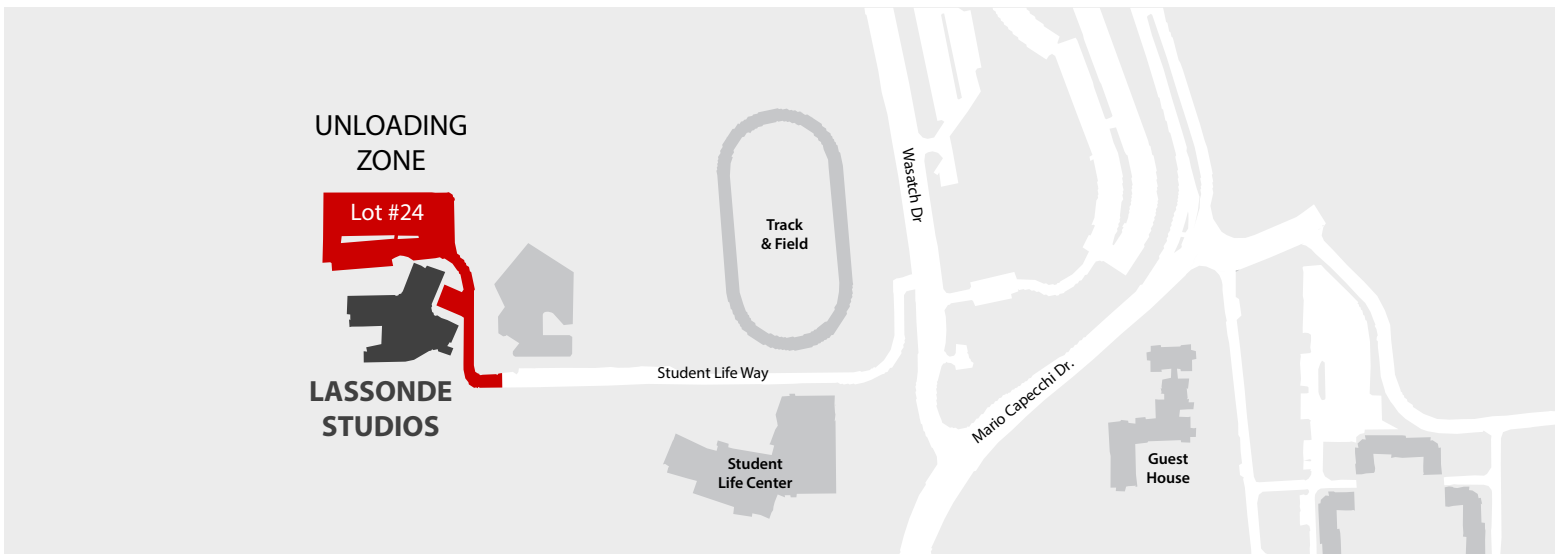 UNLOADING
ZONE
Lot #24
LASSONDE
STUDIOS
Track
& Field
Wasatch Dr
Student Life Way
Student
Life Center
Mario Capecchi Dr.
Guest
House